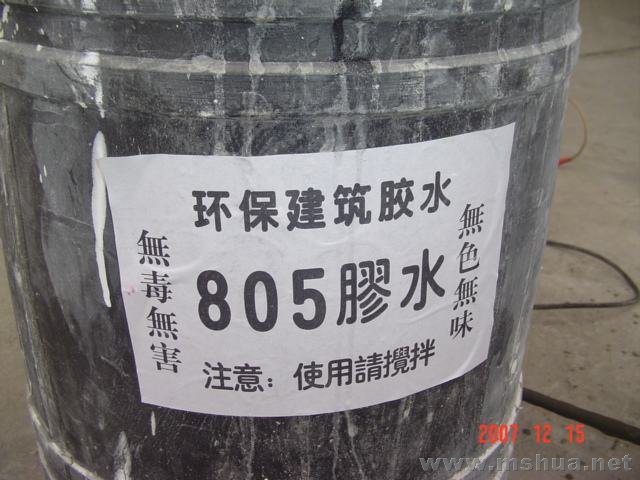 环保建筑胶水
無毒無害
805膠水
無色無味
注意：使用請攪拌
2007 12 15
www.mshua.net